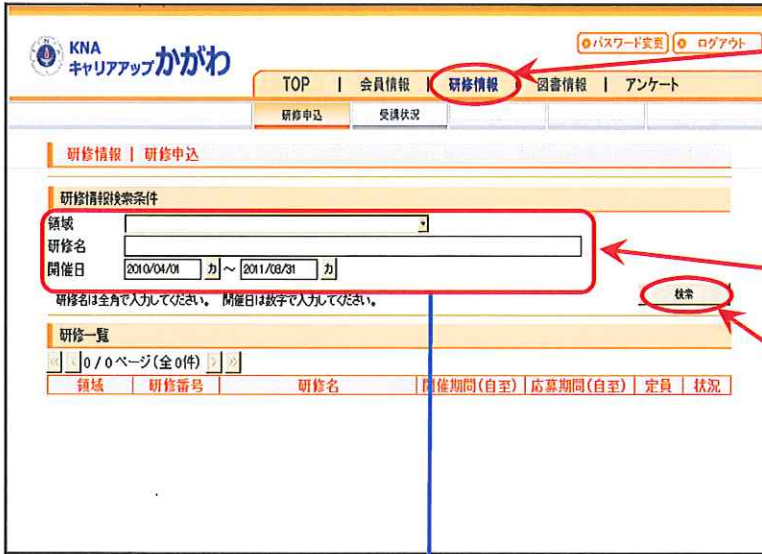 KNA
キャリアアップかがわ
パスワード変更 ログアウト
TOP | 会員情報 | 研修情報 | 図書情報 | アンケート
研修申込 受講状況
研修情報 | 研修申込
研修情報検索条件
領域
研修名
開催日 2010/04/01 カ ~ 2011/03/31 カ
研修名は全角で入力してください。 開催日は数字で入力してください。
検索
研修一覧
≪ < 0 / 0 ページ(全 0件) > ≫
領域 研修番号 研修名 開催期間(自至) 応募期間(自至) 定員 状況